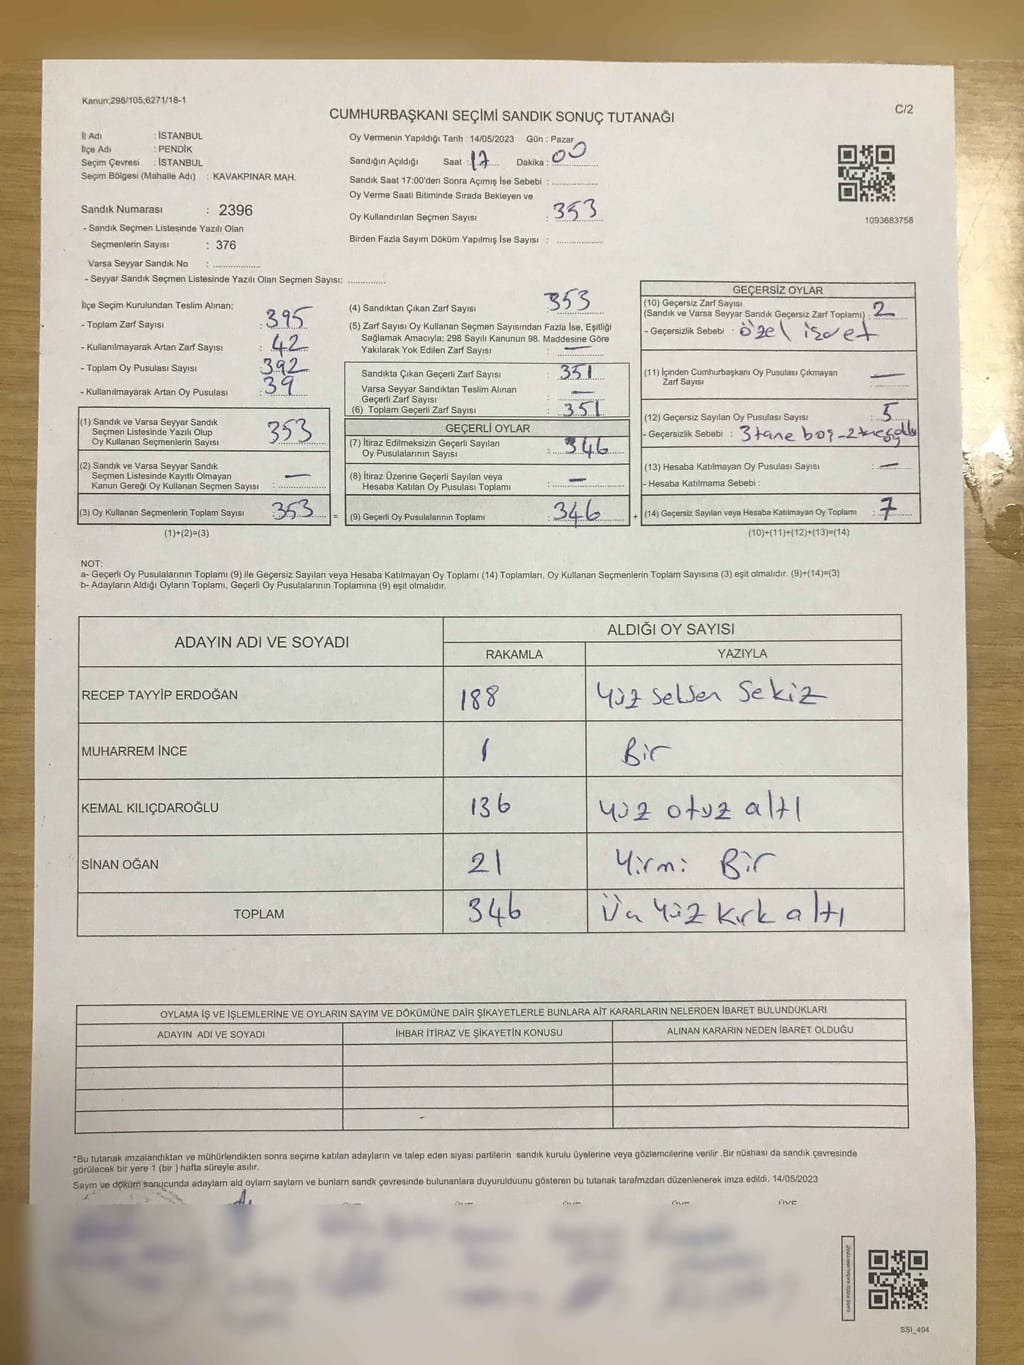 Kanun;298/105;6271/18-1
C/2
CUMHURBAŞKANI SEÇİMİ SANDIK SONUÇ TUTANAĞI
İl Adı : İSTANBUL
İlçe Adı : PENDİK
Seçim Çevresi : İSTANBUL
Seçim Bölgesi (Mahalle Adı) : KAVAKPINAR MAH.
Sandık Numarası : 2396
- Sandık Seçmen Listesinde Yazılı Olan
Seçmenlerin Sayısı : 376
Varsa Seyyar Sandık No : ..............
- Seyyar Sandık Seçmen Listesinde Yazılı Olan Seçmen Sayısı: ..............
Oy Vermenin Yapıldığı Tarih : 14/05/2023 Gün : Pazar
Sandığın Açıldığı Saat : 17 Dakika : 00
Sandık Saat 17:00'den Sonra Açımış İse Sebebi : ..............
Oy Verme Saati Bitiminde Sırada Bekleyen ve
Oy Kullandırılan Seçmen Sayısı : 353
Birden Fazla Sayım Döküm Yapılmış İse Sayısı : ..............
1093683758
İlçe Seçim Kurulundan Teslim Alınan;
- Toplam Zarf Sayısı : 395
- Kullanılmayarak Artan Zarf Sayısı : 42
- Toplam Oy Pusulası Sayısı : 392
- Kullanılmayarak Artan Oy Pusulası : 39
(1) Sandık ve Varsa Seyyar Sandık
Seçmen Listesinde Yazılı Olup
Oy Kullanan Seçmenlerin Sayısı 353
(2) Sandık ve Varsa Seyyar Sandık
Seçmen Listesinde Kayıtlı Olmayan
Kanun Gereği Oy Kullanan Seçmen Sayısı : —
(3) Oy Kullanan Seçmenlerin Toplam Sayısı : 353 =
(1)+(2)=(3)
(4) Sandıktan Çıkan Zarf Sayısı : 353
(5) Zarf Sayısı Oy Kullanan Seçmen Sayısından Fazla İse, Eşitliği
Sağlamak Amacıyla; 298 Sayılı Kanunun 98. Maddesine Göre
Yakılarak Yok Edilen Zarf Sayısı : —
Sandıkta Çıkan Geçerli Zarf Sayısı : 351
Varsa Seyyar Sandıktan Teslim Alınan
Geçerli Zarf Sayısı : —
(6) Toplam Geçerli Zarf Sayısı : 351
GEÇERLİ OYLAR
(7) İtiraz Edilmeksizin Geçerli Sayılan
Oy Pusulalarının Sayısı : 346
(8) İtiraz Üzerine Geçerli Sayılan veya
Hesaba Katılan Oy Pusulası Toplamı : —
(9) Geçerli Oy Pusulalarının Toplamı : 346 +
GEÇERSİZ OYLAR
(10) Geçersiz Zarf Sayısı
(Sandık ve Varsa Seyyar Sandık Geçersiz Zarf Toplamı) : 2
- Geçersizlik Sebebi : özel işaret
(11) İçinden Cumhurbaşkanı Oy Pusulası Çıkmayan : —
Zarf Sayısı
(12) Geçersiz Sayılan Oy Pusulası Sayısı : 5
- Geçersizlik Sebebi : 3 tane boş - 2 tane
(13) Hesaba Katılmayan Oy Pusulası Sayısı : —
- Hesaba Katılmama Sebebi :
(14) Geçersiz Sayılan veya Hesaba Katılmayan Oy Toplamı : 7
(10)+(11)+(12)+(13)=(14)
NOT:
a- Geçerli Oy Pusulalarının Toplamı (9) ile Geçersiz Sayılan veya Hesaba Katılmayan Oy Toplamı (14) Toplamları, Oy Kullanan Seçmenlerin Toplam Sayısına (3) eşit olmalıdır. (9)+(14)=(3)
b- Adayların Aldığı Oyların Toplamı, Geçerli Oy Pusulalarının Toplamına (9) eşit olmalıdır.
ADAYIN ADI VE SOYADI ALDIĞI OY SAYISI
RAKAMLA YAZIYLA
RECEP TAYYİP ERDOĞAN 188 Yüz seksen sekiz
MUHARREM İNCE 1 Bir
KEMAL KILIÇDAROĞLU 136 Yüz otuz altı
SİNAN OĞAN 21 Yirmi Bir
TOPLAM 346 Üç Yüz Kırk altı
OYLAMA İŞ VE İŞLEMLERİNE VE OYLARIN SAYIM VE DÖKÜMÜNE DAİR ŞİKAYETLERLE BUNLARA AİT KARARLARIN NELERDEN İBARET BULUNDUKLARI
ADAYIN ADI VE SOYADI İHBAR İTİRAZ VE ŞİKAYETİN KONUSU ALINAN KARARIN NEDEN İBARET OLDUĞU
*Bu tutanak imzalandıktan ve mühürlendikten sonra seçime katılan adayların ve talep eden siyasi partilerin sandık kurulu üyelerine veya gözlemcilerine verilir .Bir nüshası da sandık çevresinde
görülecek bir yere 1 (bir ) hafta süreyle asılır.
Sayım ve döküm sonucunda adaylarn ald oylarn saylarn ve bunlarn sandk çevresinde bulunanlara duyurulduunu gösteren bu tutanak tarafmzdan düzenlenerek imza edildi. 14/05/2023
SSI_404